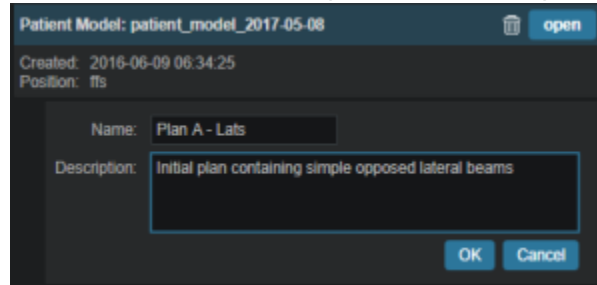 Patient Model: patient_model_2017-05-08 open
Created: 2016-06-09 06:34:25
Position: ffs
Name: Plan A - Lats
Description: Initial plan containing simple opposed lateral beams
OK Cancel